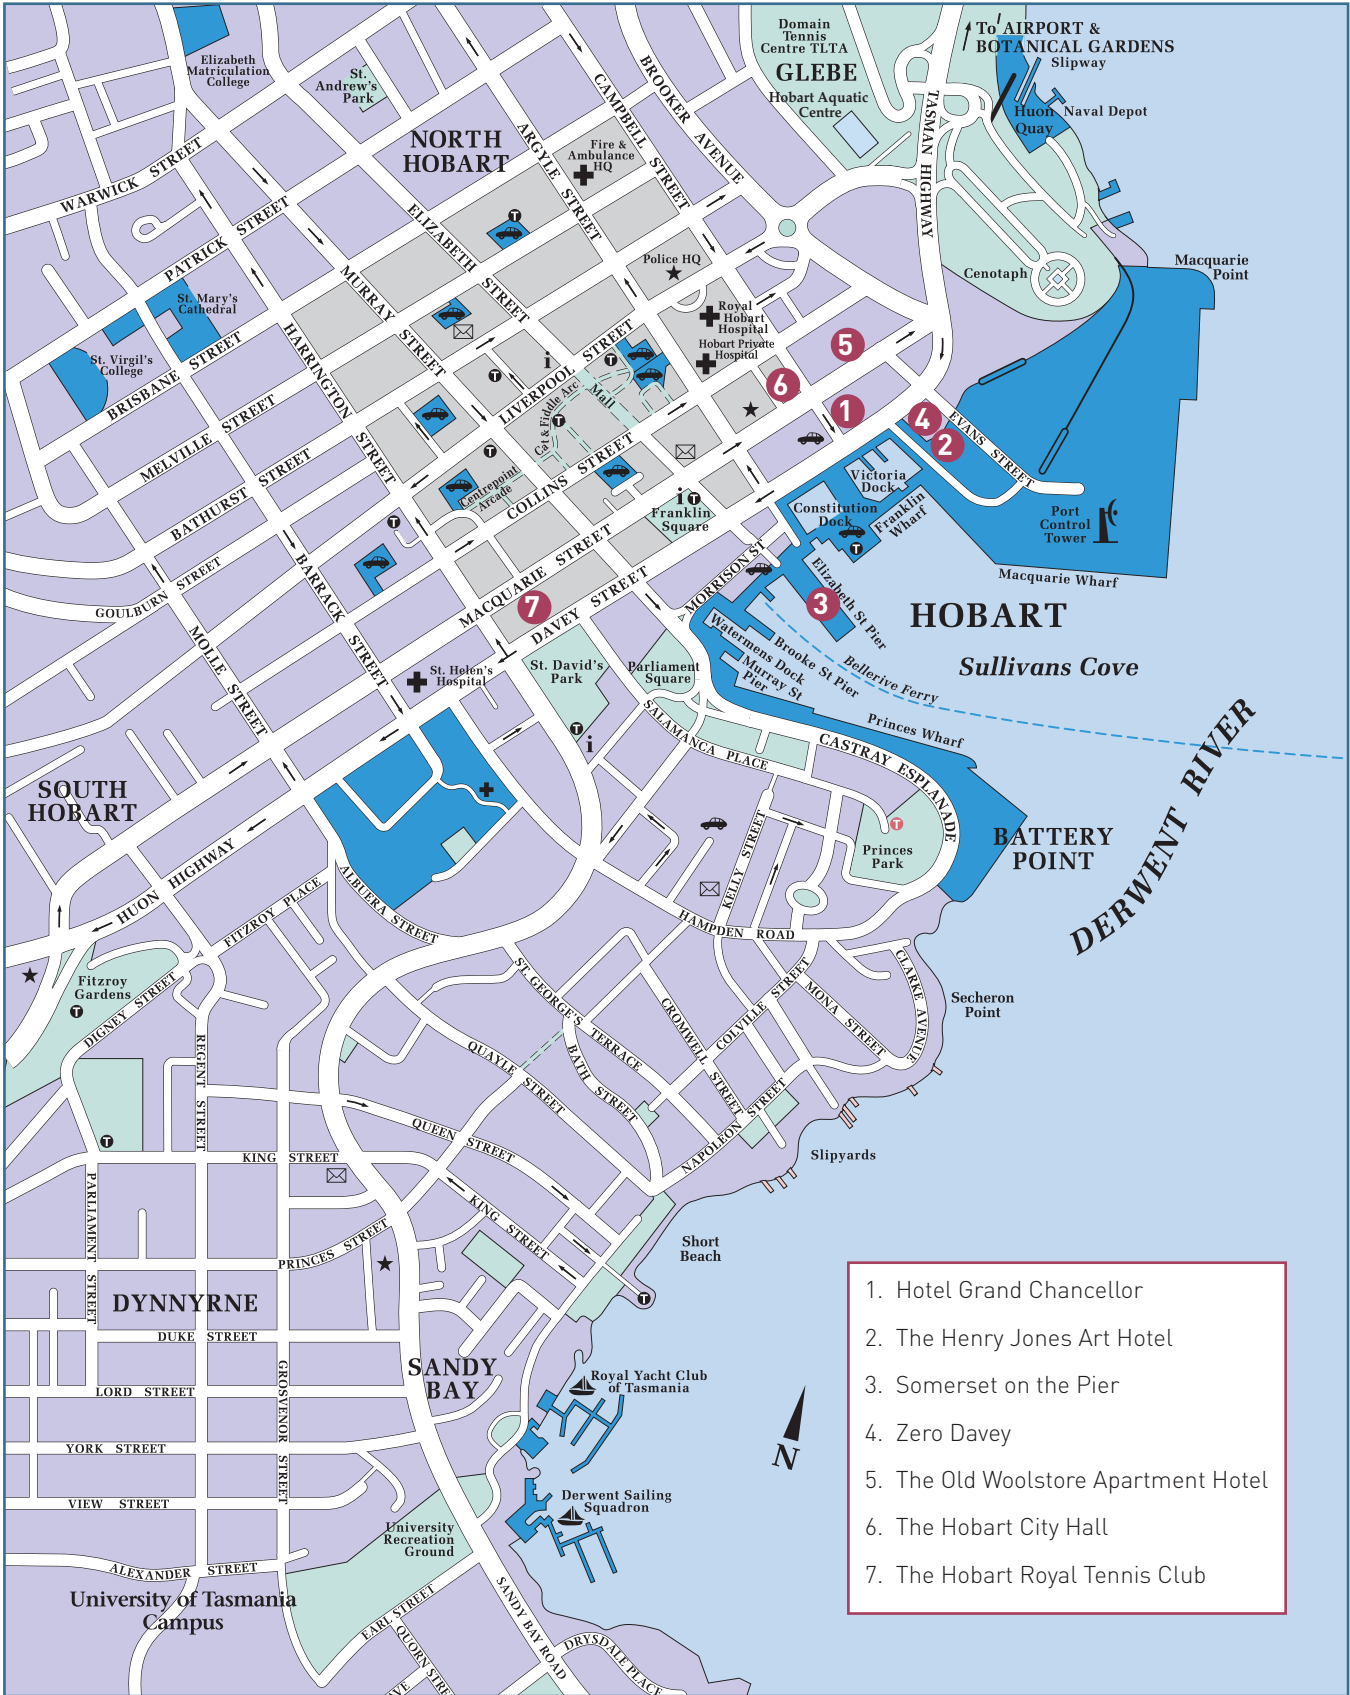 To AIRPORT &
BOTANICAL GARDENS
Slipway
Huon
Quay
Naval Depot
Domain
Tennis
Centre TLTA
GLEBE
Hobart Aquatic
Centre
Elizabeth
Matriculation
College
St.
Andrew's
Park
NORTH
HOBART
BROOKER AVENUE
CAMPBELL STREET
ARGYLE STREET
TASMAN HIGHWAY
Fire &
Ambulance
HQ
WARWICK STREET
PATRICK STREET
ELIZABETH STREET
MURRAY STREET
HARRINGTON STREET
Police HQ
Cenotaph
Macquarie
Point
St. Mary's
Cathedral
St. Virgil's
College
BRISBANE STREET
MELVILLE STREET
BATHURST STREET
GOULBURN STREET
LIVERPOOL STREET
Royal
Hobart
Hospital
Hobart Private
Hospital
i
Cat & Fiddle Arc
Mall
Centrepoint
Arcade
COLLINS STREET
MACQUARIE STREET
DAVEY STREET
i
Franklin
Square
5
6
1
4
2
3
7
EVANS STREET
Victoria
Dock
Constitution
Dock
Franklin
Wharf
Port
Control
Tower
Macquarie Wharf
MORRISON ST
Elizabeth St Pier
Brooke St Pier
Watermens Dock
Murray St
Pier
HOBART
Sullivans Cove
Bellerive Ferry
Princes Wharf
DERWENT RIVER
BARRACK STREET
MOLLE STREET
St. Helen's
Hospital
St. David's
Park
i
Parliament
Square
SALAMANCA PLACE
CASTRAY ESPLANADE
SOUTH
HOBART
HUON HIGHWAY
ALBUERA STREET
FITZROY PLACE
KELLY STREET
Princes
Park
BATTERY
POINT
HAMPDEN ROAD
Fitzroy
Gardens
DIGNEY STREET
REGENT STREET
ST. GEORGE'S TERRACE
CROMWELL STREET
COLVILLE STREET
MONA STREET
CLARKE AVENUE
Secheron
Point
QUAYLE STREET
BATH STREET
NAPOLEON STREET
Slipyards
QUEEN STREET
KING STREET
KING STREET
PARLIAMENT STREET
PRINCES STREET
Short
Beach
DYNNYRNE
DUKE STREET
SANDY
BAY
LORD STREET
GROSVENOR STREET
YORK STREET
VIEW STREET
ALEXANDER STREET
Royal Yacht Club
of Tasmania
Derwent Sailing
Squadron
N
University
Recreation
Ground
University of Tasmania
Campus
EARL STREET
QUORN STRE
AVE
SANDY BAY ROAD
DRYSDALE PLACE
1. Hotel Grand Chancellor
2. The Henry Jones Art Hotel
3. Somerset on the Pier
4. Zero Davey
5. The Old Woolstore Apartment Hotel
6. The Hobart City Hall
7. The Hobart Royal Tennis Club